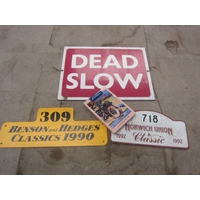 DEAD
SLOW
309
BENSON and HEDGES
CLASSICS 1990
718
NORWICH UNION
Classic
1992 1992